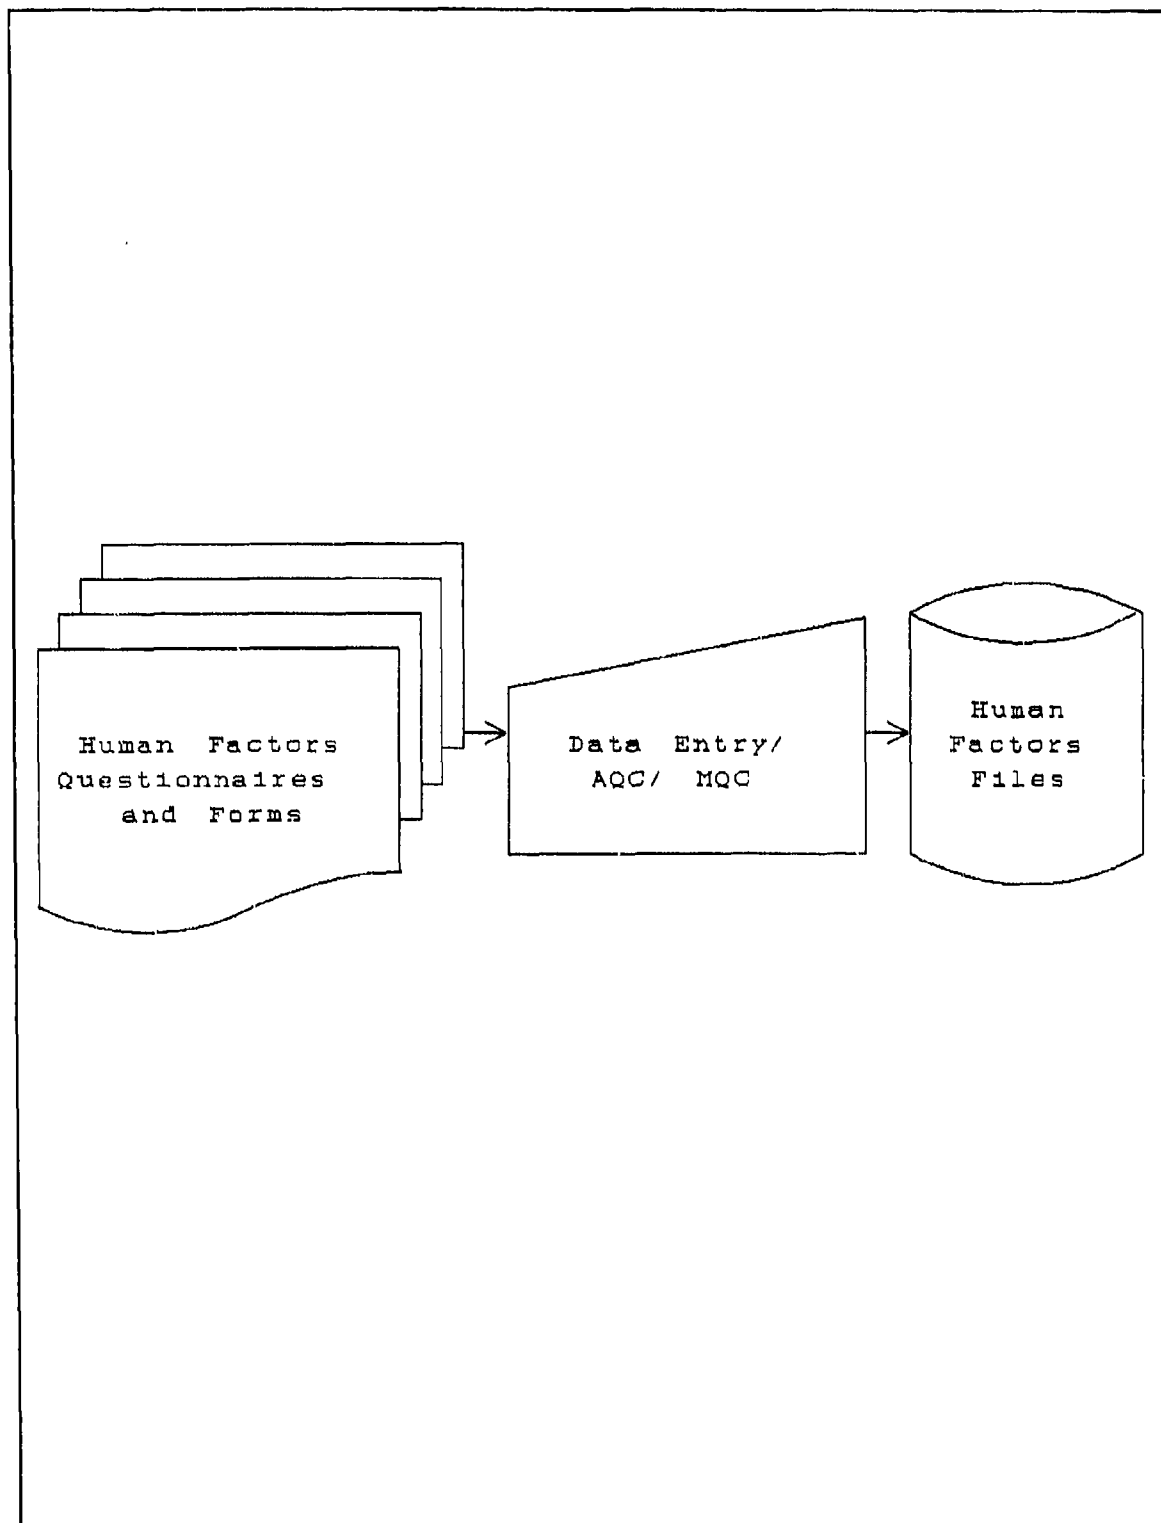 Human Factors
Questionnaires
and Forms
Data Entry/
AQC/ MQC
Human
Factors
Files